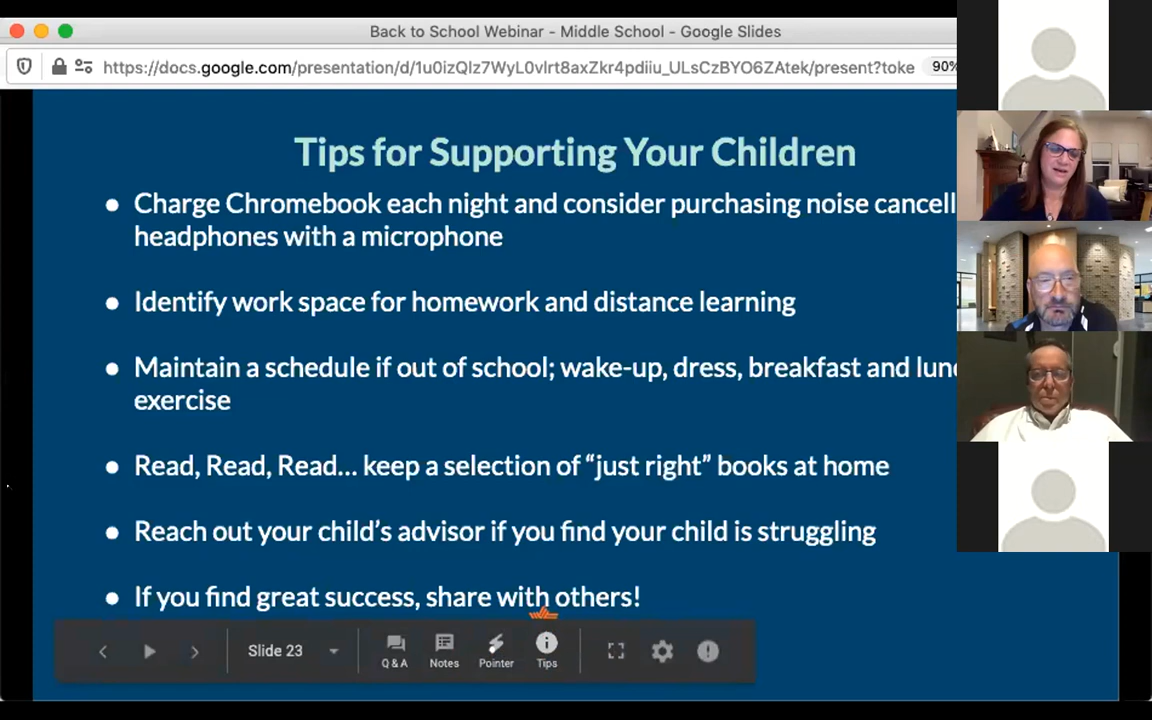 Back to School Webinar - Middle School - Google Slides
https://docs.google.com/presentation/d/1u0izQlz7WyL0vlrt8axZkr4pdiiu_ULsCzBYO6ZAtek/present?toke
90%
Tips for Supporting Your Children
● Charge Chromebook each night and consider purchasing noise cancell
headphones with a microphone
● Identify work space for homework and distance learning
● Maintain a schedule if out of school; wake-up, dress, breakfast and lunc
exercise
● Read, Read, Read... keep a selection of “just right” books at home
● Reach out your child’s advisor if you find your child is struggling
● If you find great success, share with others!
Slide 23
Q & A
Notes
Pointer
Tips